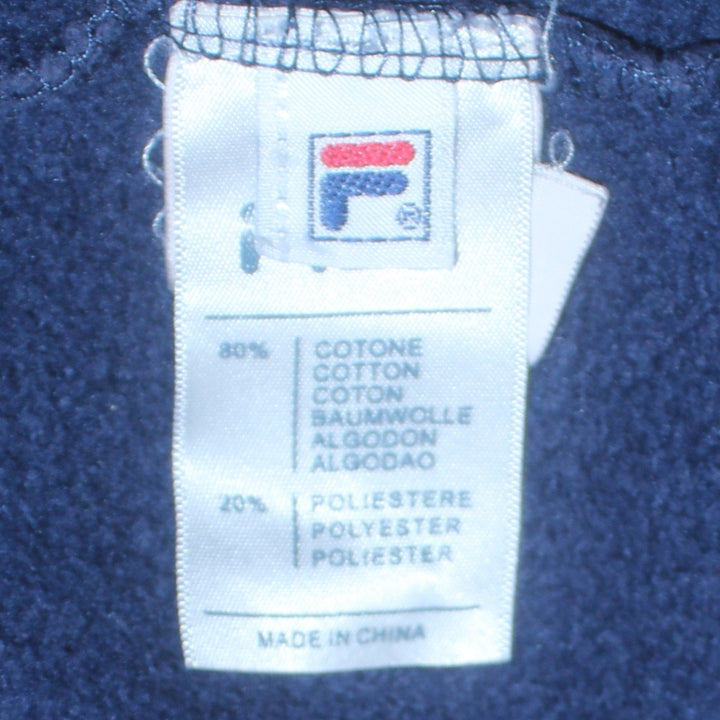 F®
80% COTONE
COTTON
COTON
BAUMWOLLE
ALGODON
ALGODAO
20% POLIESTERE
POLYESTER
POLIESTER
MADE IN CHINA